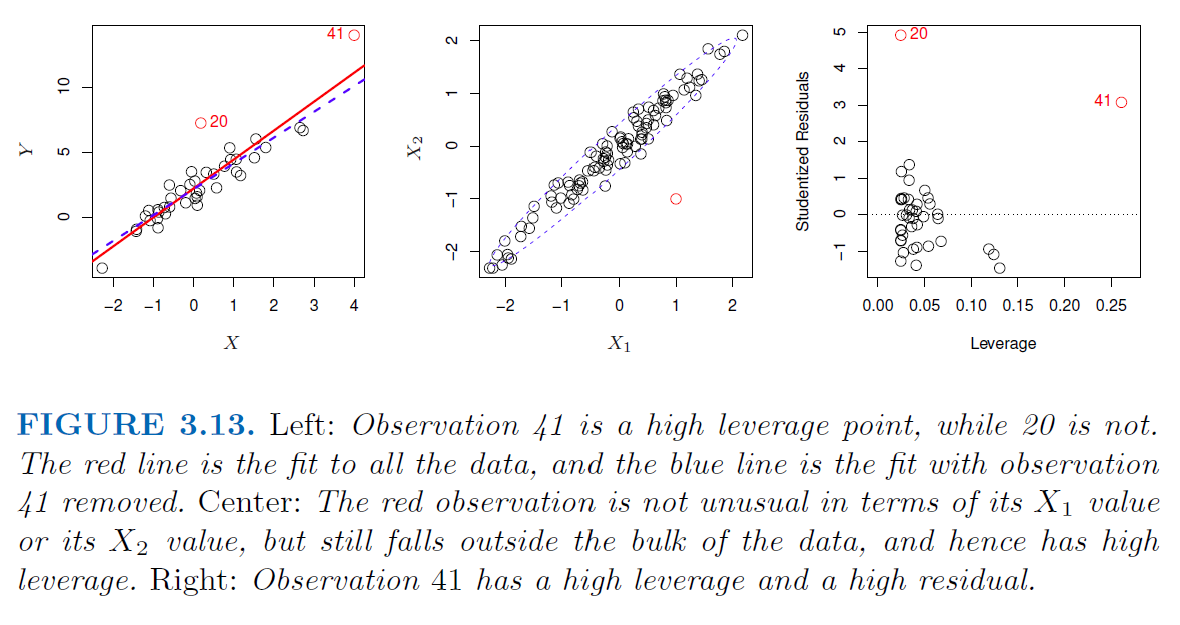 41
20
Y
0 5 10
−2 −1 0 1 2 3 4
X
X₂
−2 −1 0 1 2
−2 −1 0 1 2
X₁
20
41
Studentized Residuals
−1 0 1 2 3 4 5
0.00 0.05 0.10 0.15 0.20 0.25
Leverage
FIGURE 3.13. Left: Observation 41 is a high leverage point, while 20 is not.
The red line is the fit to all the data, and the blue line is the fit with observation
41 removed. Center: The red observation is not unusual in terms of its X₁ value
or its X₂ value, but still falls outside the bulk of the data, and hence has high
leverage. Right: Observation 41 has a high leverage and a high residual.